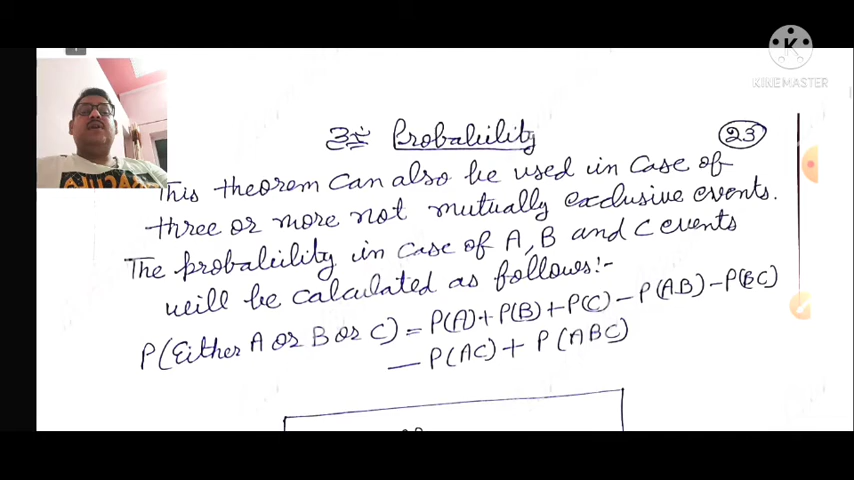 KINEMASTER
Probability
23
This theorem can also be used in case of
three or more not mutually exclusive events.
The probability in case of A, B and C events
will be calculated as follows:-
P(Either A or B or C) = P(A) + P(B) + P(C) - P(AB) - P(BC)
- P(AC) + P(ABC)